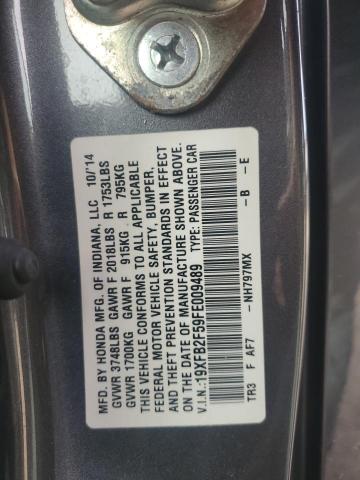 MFD. BY HONDA MFG. OF INDIANA, LLC 10/14
GVWR 3748LBS GAWR F 2018LBS R 1753LBS
GVWR 1700KG GAWR F 915KG R 795KG
THIS VEHICLE CONFORMS TO ALL APPLICABLE
FEDERAL MOTOR VEHICLE SAFETY, BUMPER,
AND THEFT PREVENTION STANDARDS IN EFFECT
ON THE DATE OF MANUFACTURE SHOWN ABOVE.
V.I.N.:19XFB2F59FE009489 TYPE: PASSENGER CAR
TR3 F AF7 -NH797MX -B -E